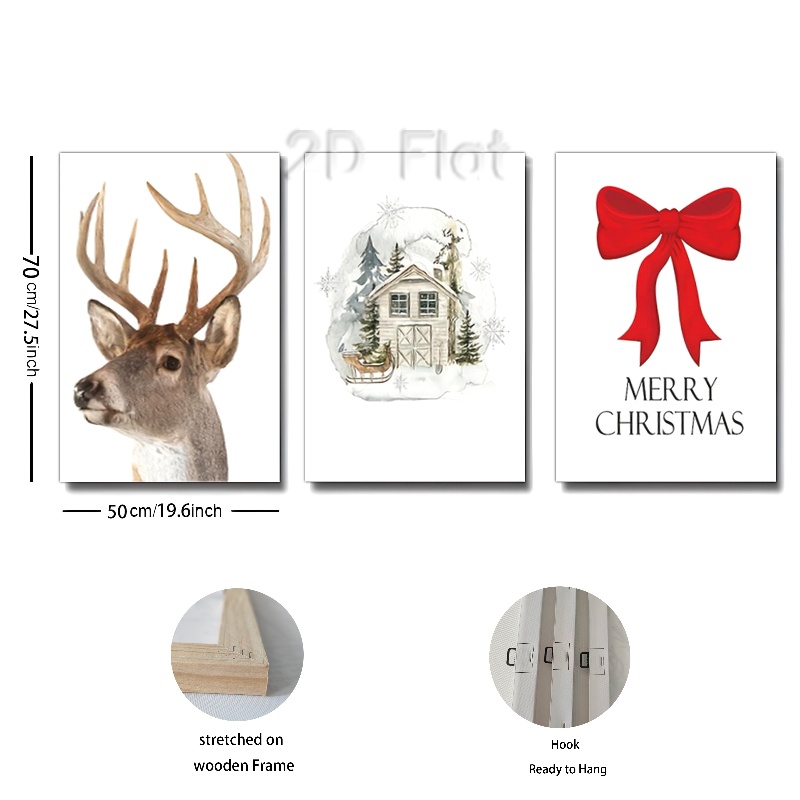 2D Flat
70 cm/27.5inch
MERRY
CHRISTMAS
50cm/19.6inch
stretched on
wooden Frame
Hook
Ready to Hang